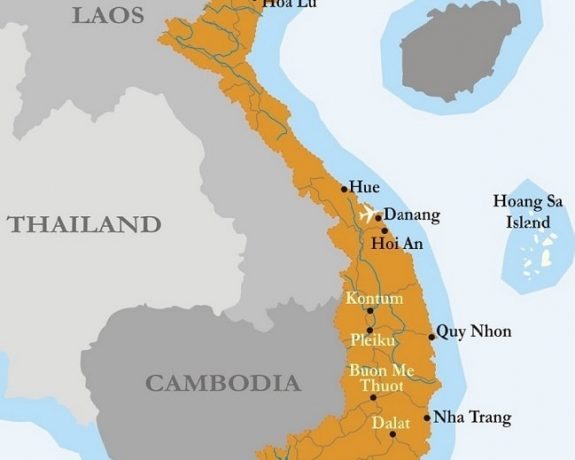 Hoa Lu
LAOS
Hue
Danang
Hoi An
Hoang Sa
Island
THAILAND
Kontum
Pleiku
Quy Nhon
Buon Me
Thuot
CAMBODIA
Nha Trang
Dalat